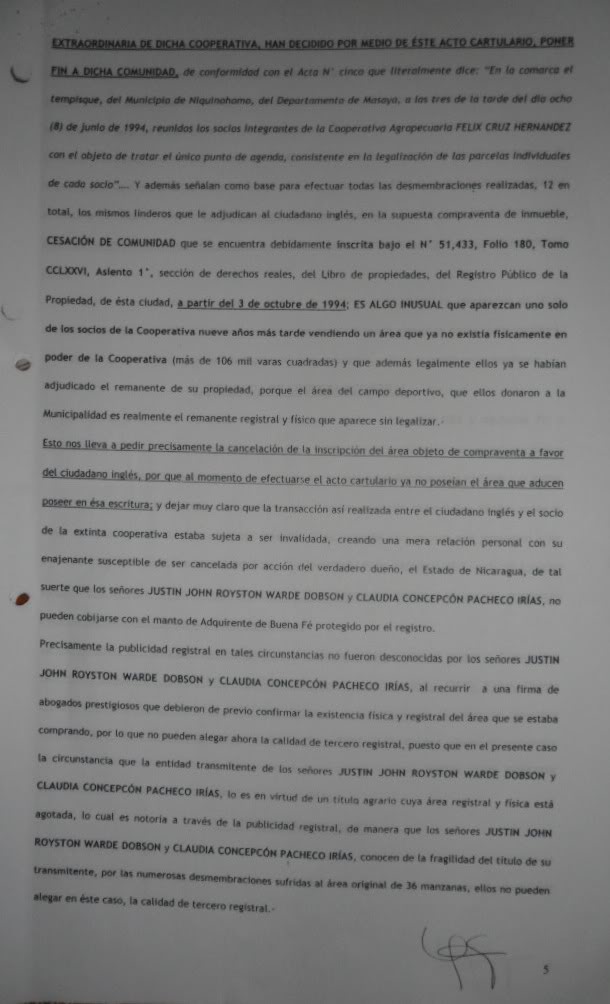 EXTRAORDINARIA DE DICHA COOPERATIVA, HAN DECIDIDO POR MEDIO DE ÉSTE ACTO CARTULARIO, PONER
FIN A DICHA COMUNIDAD, de conformidad con el Acta N° cinco que literalmente dice: "En la comarca el
tempisque, del Municipio de Niquinohomo, del Departamento de Masaya, a las tres de la tarde del día ocho
(8) de junio de 1994, reunidos los socios integrantes de la Cooperativa Agropecuaria FELIX CRUZ HERNANDEZ
con el objeto de tratar el único punto de agenda, consistente en la legalización de las parcelas individuales
de cada socio"... Y además señalan como base para efectuar todas las desmembraciones realizadas, 12 en
total, los mismos linderos que le adjudican al ciudadano inglés, en la supuesta compraventa de inmueble,
CESACIÓN DE COMUNIDAD que se encuentra debidamente inscrita bajo el N° 51,433, Folio 180, Tomo
CCLXXVI, Asiento 1°, sección de derechos reales, del Libro de propiedades, del Registro Público de la
Propiedad, de ésta ciudad, a partir del 3 de octubre de 1994; ES ALGO INUSUAL que aparezcan uno solo
de los socios de la Cooperativa nueve años más tarde vendiendo un área que ya no existía físicamente en
poder de la Cooperativa (más de 106 mil varas cuadradas) y que además legalmente ellos ya se habían
adjudicado el remanente de su propiedad, porque el área del campo deportivo, que ellos donaron a la
Municipalidad es realmente el remanente registral y físico que aparece sin legalizar.-
Esto nos lleva a pedir precisamente la cancelación de la inscripción del área objeto de compraventa a favor
del ciudadano inglés, por que al momento de efectuarse el acto cartulario ya no poseían el área que aducen
poseer en ésa escritura; y dejar muy claro que la transacción así realizada entre el ciudadano inglés y el socio
de la extinta cooperativa estaba sujeta a ser invalidada, creando una mera relación personal con su
enajenante susceptible de ser cancelada por acción del verdadero dueño, el Estado de Nicaragua, de tal
suerte que los señores JUSTIN JOHN ROYSTON WARDE DOBSON y CLAUDIA CONCEPCÓN PACHECO IRÍAS, no
pueden cobijarse con el manto de Adquirente de Buena Fé protegido por el registro.
Precisamente la publicidad registral en tales circunstancias no fueron desconocidas por los señores JUSTIN
JOHN ROYSTON WARDE DOBSON y CLAUDIA CONCEPCÓN PACHECO IRÍAS, al recurrir a una firma de
abogados prestigiosos que debieron de previo confirmar la existencia física y registral del área que se estaba
comprando, por lo que no pueden alegar ahora la calidad de tercero registral, puesto que en el presente caso
la circunstancia que la entidad transmitente de los señores JUSTIN JOHN ROYSTON WARDE DOBSON y
CLAUDIA CONCEPCÓN PACHECO IRÍAS, lo es en virtud de un título agrario cuya área registral y física está
agotada, lo cual es notoria a través de la publicidad registral, de manera que los señores JUSTIN JOHN
ROYSTON WARDE DOBSON y CLAUDIA CONCEPCÓN PACHECO IRÍAS, conocen de la fragilidad del título de su
transmitente, por las numerosas desmembraciones sufridas al área original de 36 manzanas, ellos no pueden
alegar en éste caso, la calidad de tercero registral.-
5